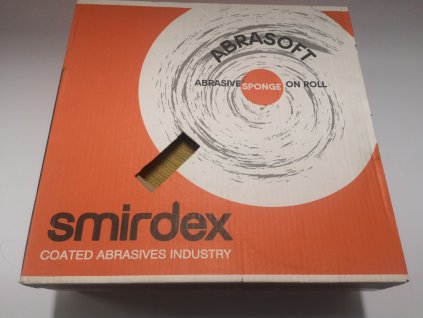 ABRASOFT
ABRASIVE SPONGE ON ROLL
smirdex
COATED ABRASIVES INDUSTRY